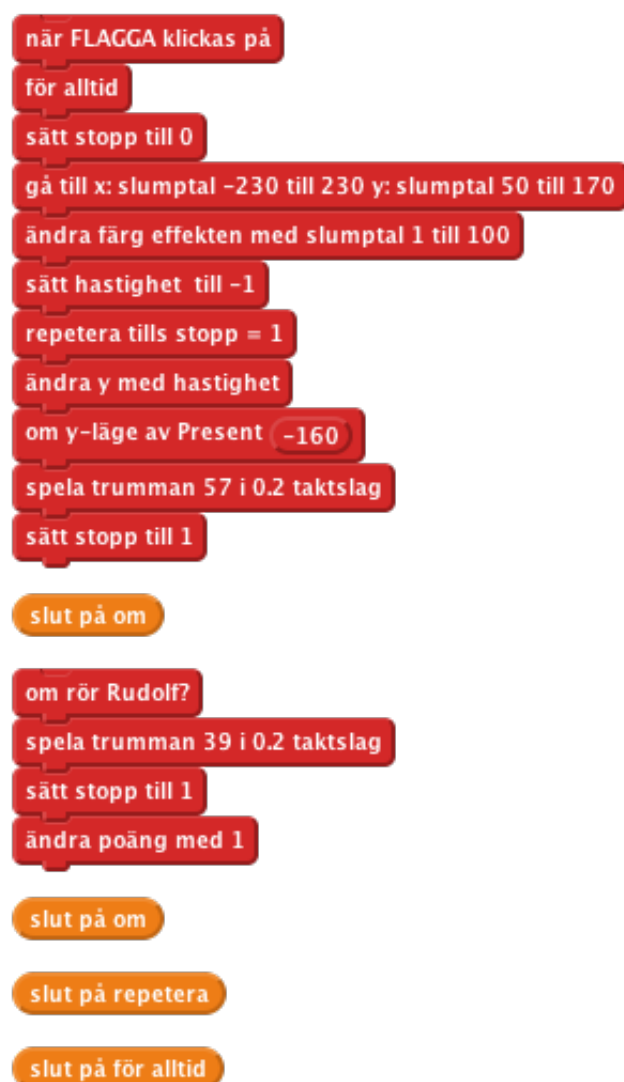 när FLAGGA klickas på
för alltid
sätt stopp till 0
gå till x: slumptal -230 till 230 y: slumptal 50 till 170
ändra färg effekten med slumptal 1 till 100
sätt hastighet till -1
repetera tills stopp = 1
ändra y med hastighet
om y-läge av Present -160
spela trumman 57 i 0.2 taktslag
sätt stopp till 1
slut på om
om rör Rudolf?
spela trumman 39 i 0.2 taktslag
sätt stopp till 1
ändra poäng med 1
slut på om
slut på repetera
slut på för alltid